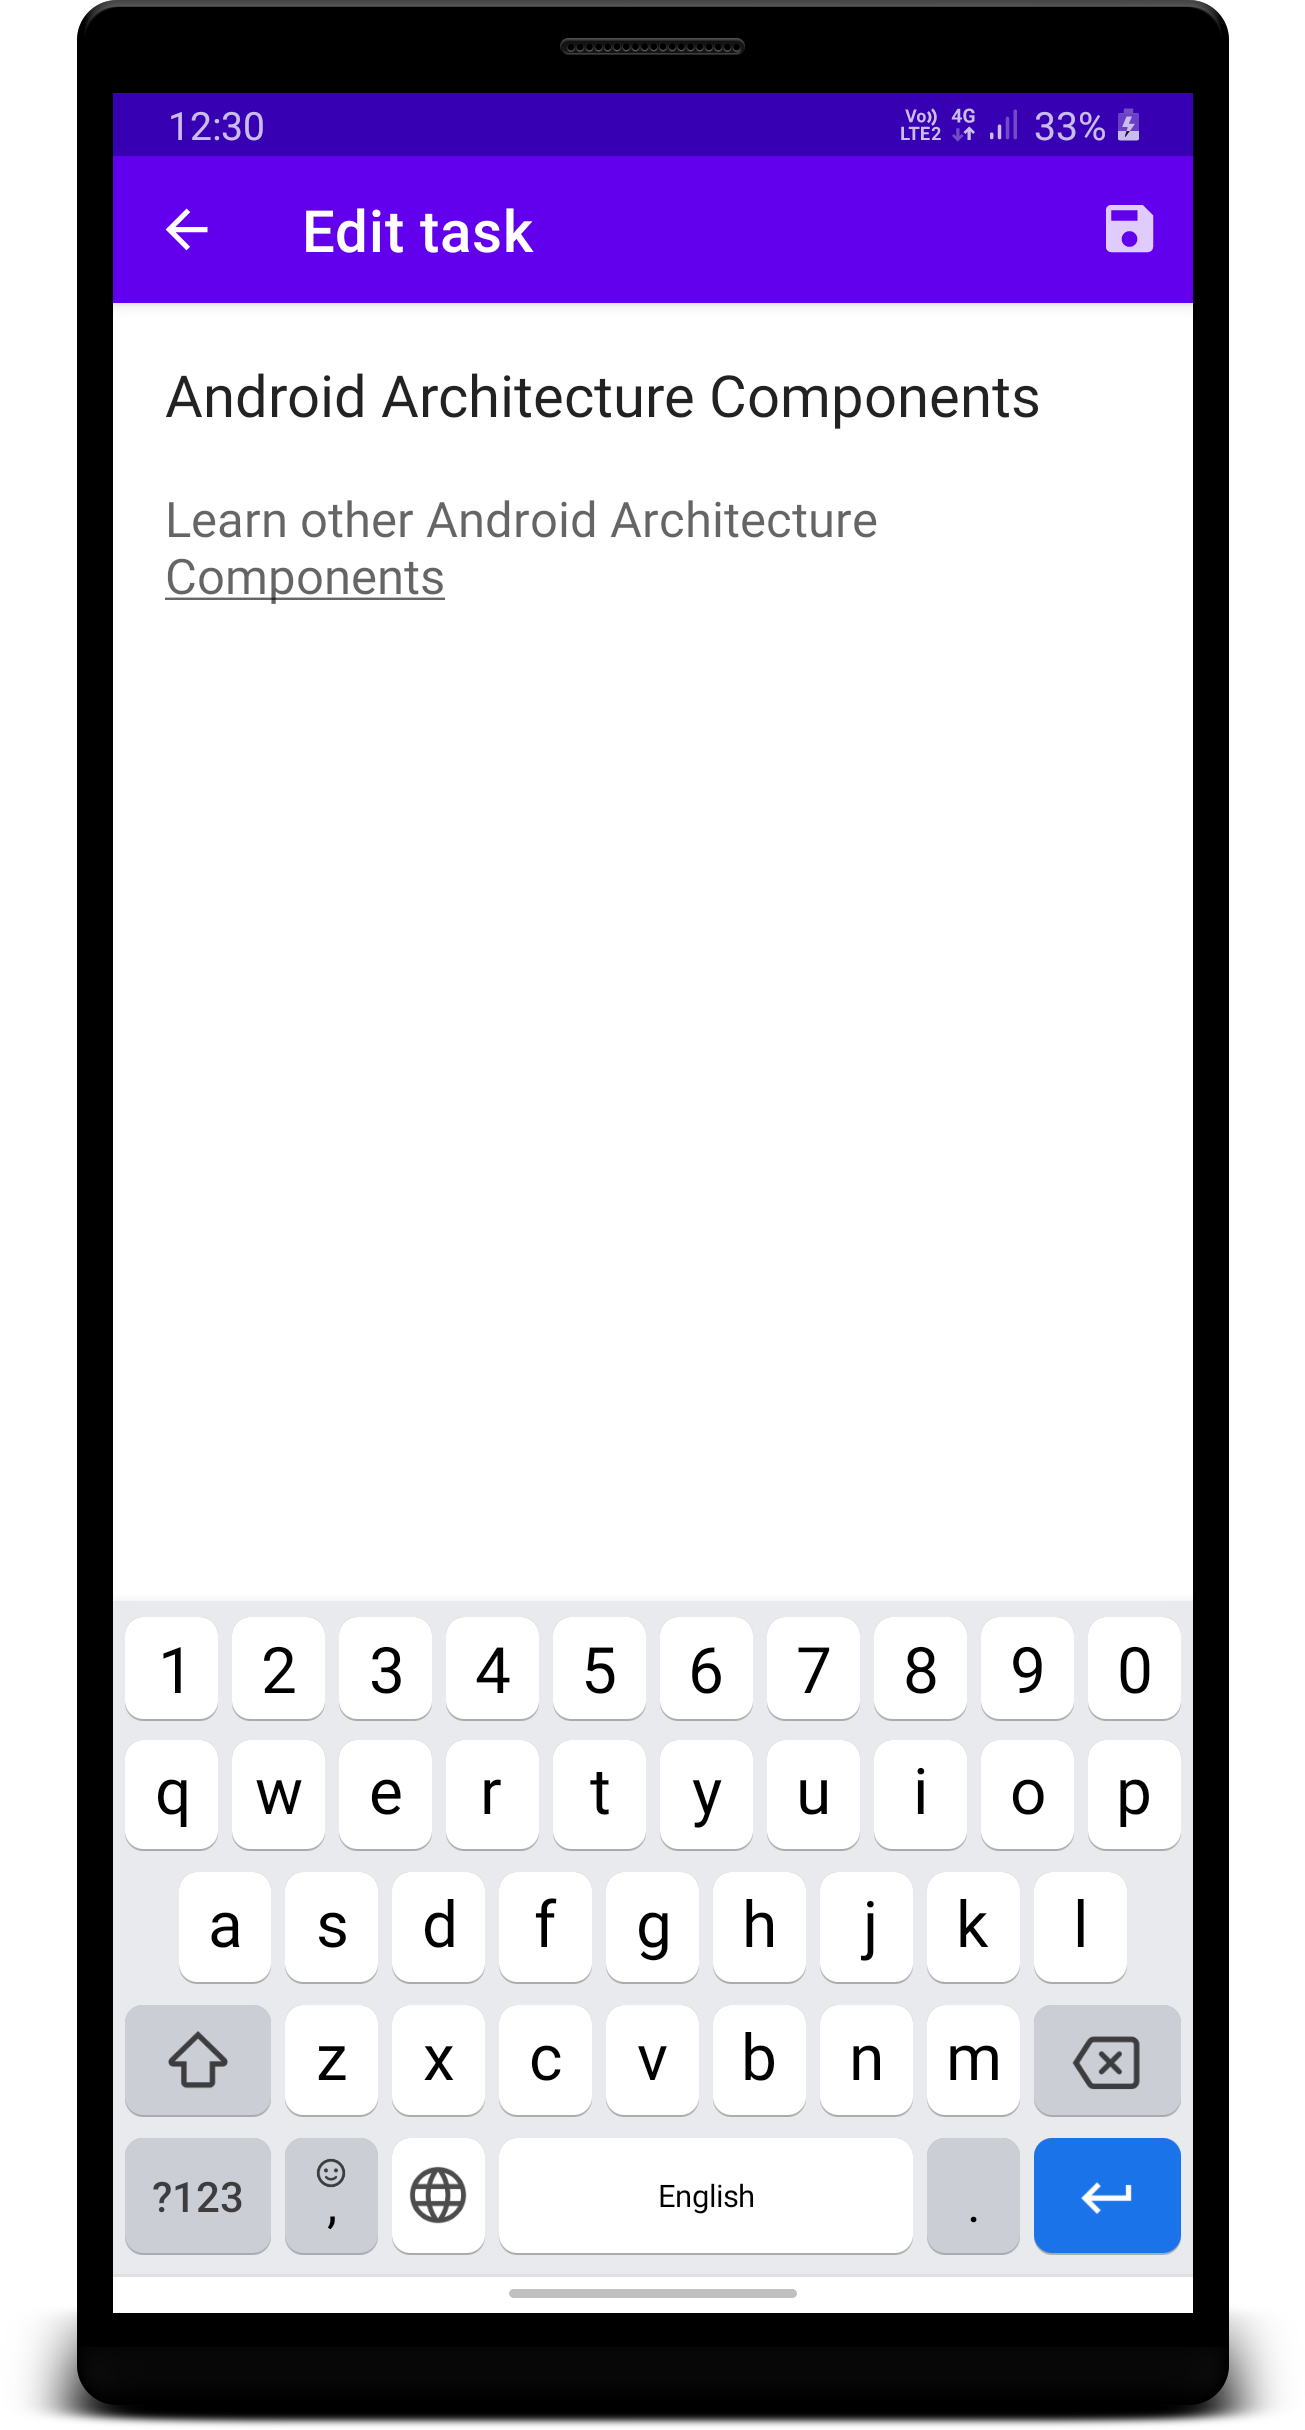 12:30 Vo)) LTE2 4G 33%
Edit task
Android Architecture Components
Learn other Android Architecture
Components
1 2 3 4 5 6 7 8 9 0
q w e r t y u i o p
a s d f g h j k l
z x c v b n m
?123 , English .